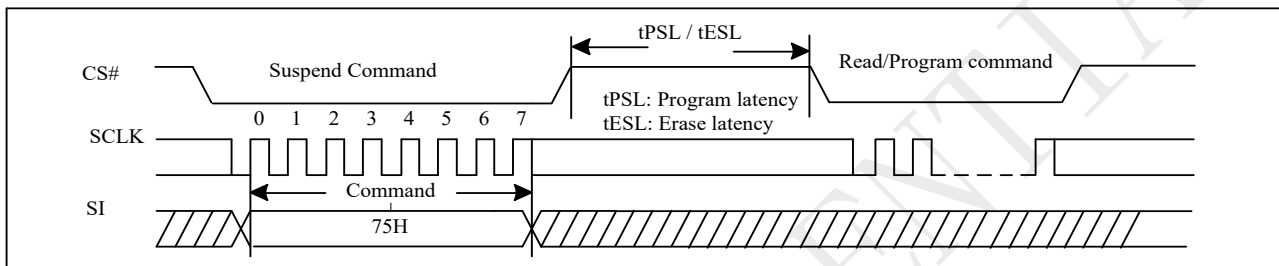 tPSL / tESL
CS#
Suspend Command
Read/Program command
tPSL: Program latency
tESL: Erase latency
0 1 2 3 4 5 6 7
SCLK
Command
SI
75H